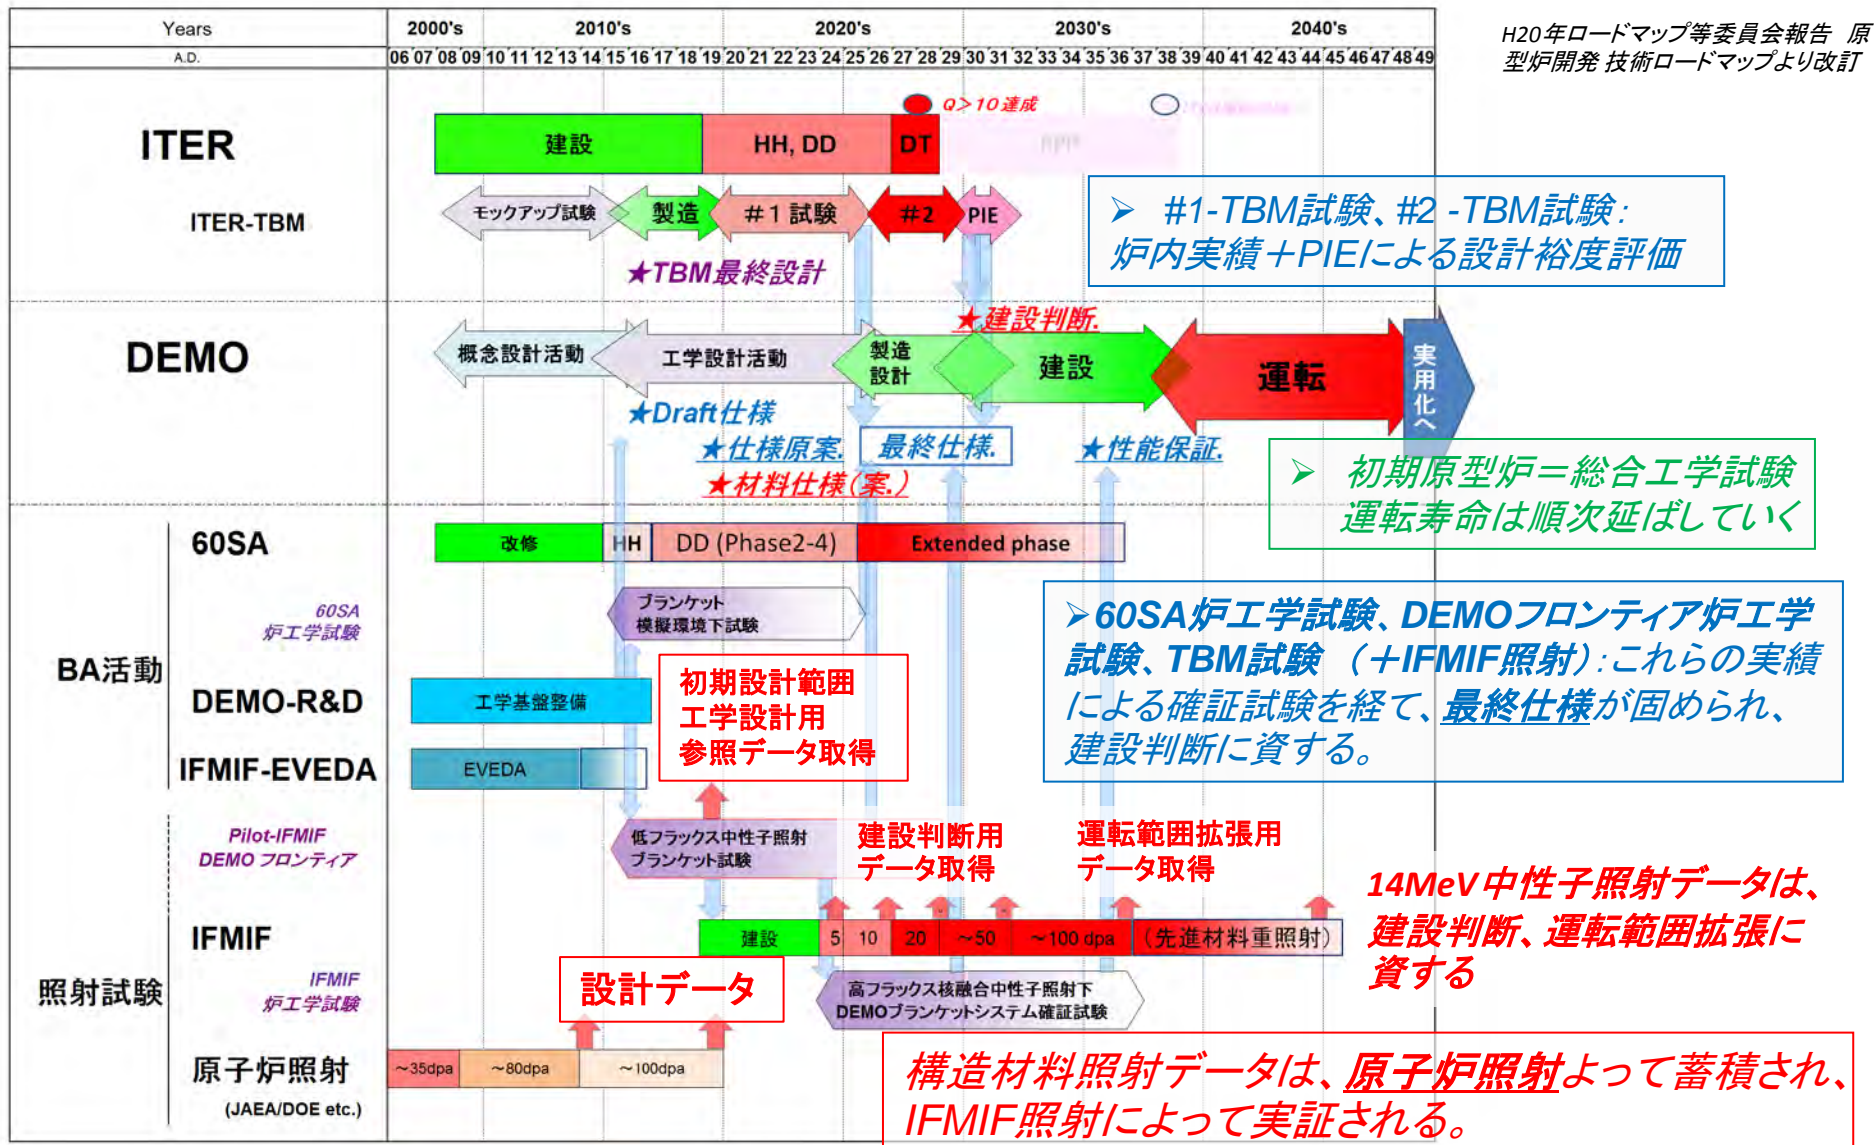 Years 2000's 2010's 2020's 2030's 2040's
A.D. 06 07 08 09 10 11 12 13 14 15 16 17 18 19 20 21 22 23 24 25 26 27 28 29 30 31 32 33 34 35 36 37 38 39 40 41 42 43 44 45 46 47 48 49
H20年ロードマップ等委員会報告 原
型炉開発 技術ロードマップより改訂
Q>10達成
ITER 建設 HH, DD DT
ITER-TBM モックアップ試験 製造 #1 試験 #2 PIE
★TBM最終設計
➢ #1-TBM試験、#2 -TBM試験:
炉内実績+PIEによる設計裕度評価
★建設判断.
DEMO 概念設計活動 工学設計活動 製造
設計
建設 運転 実用化へ
★Draft仕様
★仕様原案. 最終仕様. ★性能保証.
★材料仕様(案.)
➢ 初期原型炉=総合工学試験
運転寿命は順次延ばしていく
BA活動
60SA 改修 HH DD (Phase2-4) Extended phase
60SA
炉工学試験
ブランケット
模擬環境下試験
➢60SA炉工学試験、DEMOフロンティア炉工学
試験、TBM試験 (+IFMIF照射):これらの実績
による確証試験を経て、最終仕様が固められ、
建設判断に資する。
DEMO-R&D 工学基盤整備
初期設計範囲
工学設計用
参照データ取得
IFMIF-EVEDA EVEDA
Pilot-IFMIF
DEMO フロンティア
低フラックス中性子照射
ブランケット試験
建設判断用
データ取得
運転範囲拡張用
データ取得
14MeV中性子照射データは、
建設判断、運転範囲拡張に
資する
照射試験
IFMIF 建設 5 10 20 ~50 ~100 dpa (先進材料重照射)
IFMIF
炉工学試験
設計データ
高フラックス核融合中性子照射下
DEMOブランケットシステム確証試験
原子炉照射 ~35dpa ~80dpa ~100dpa
(JAEA/DOE etc.)
構造材料照射データは、原子炉照射よって蓄積され、
IFMIF照射によって実証される。